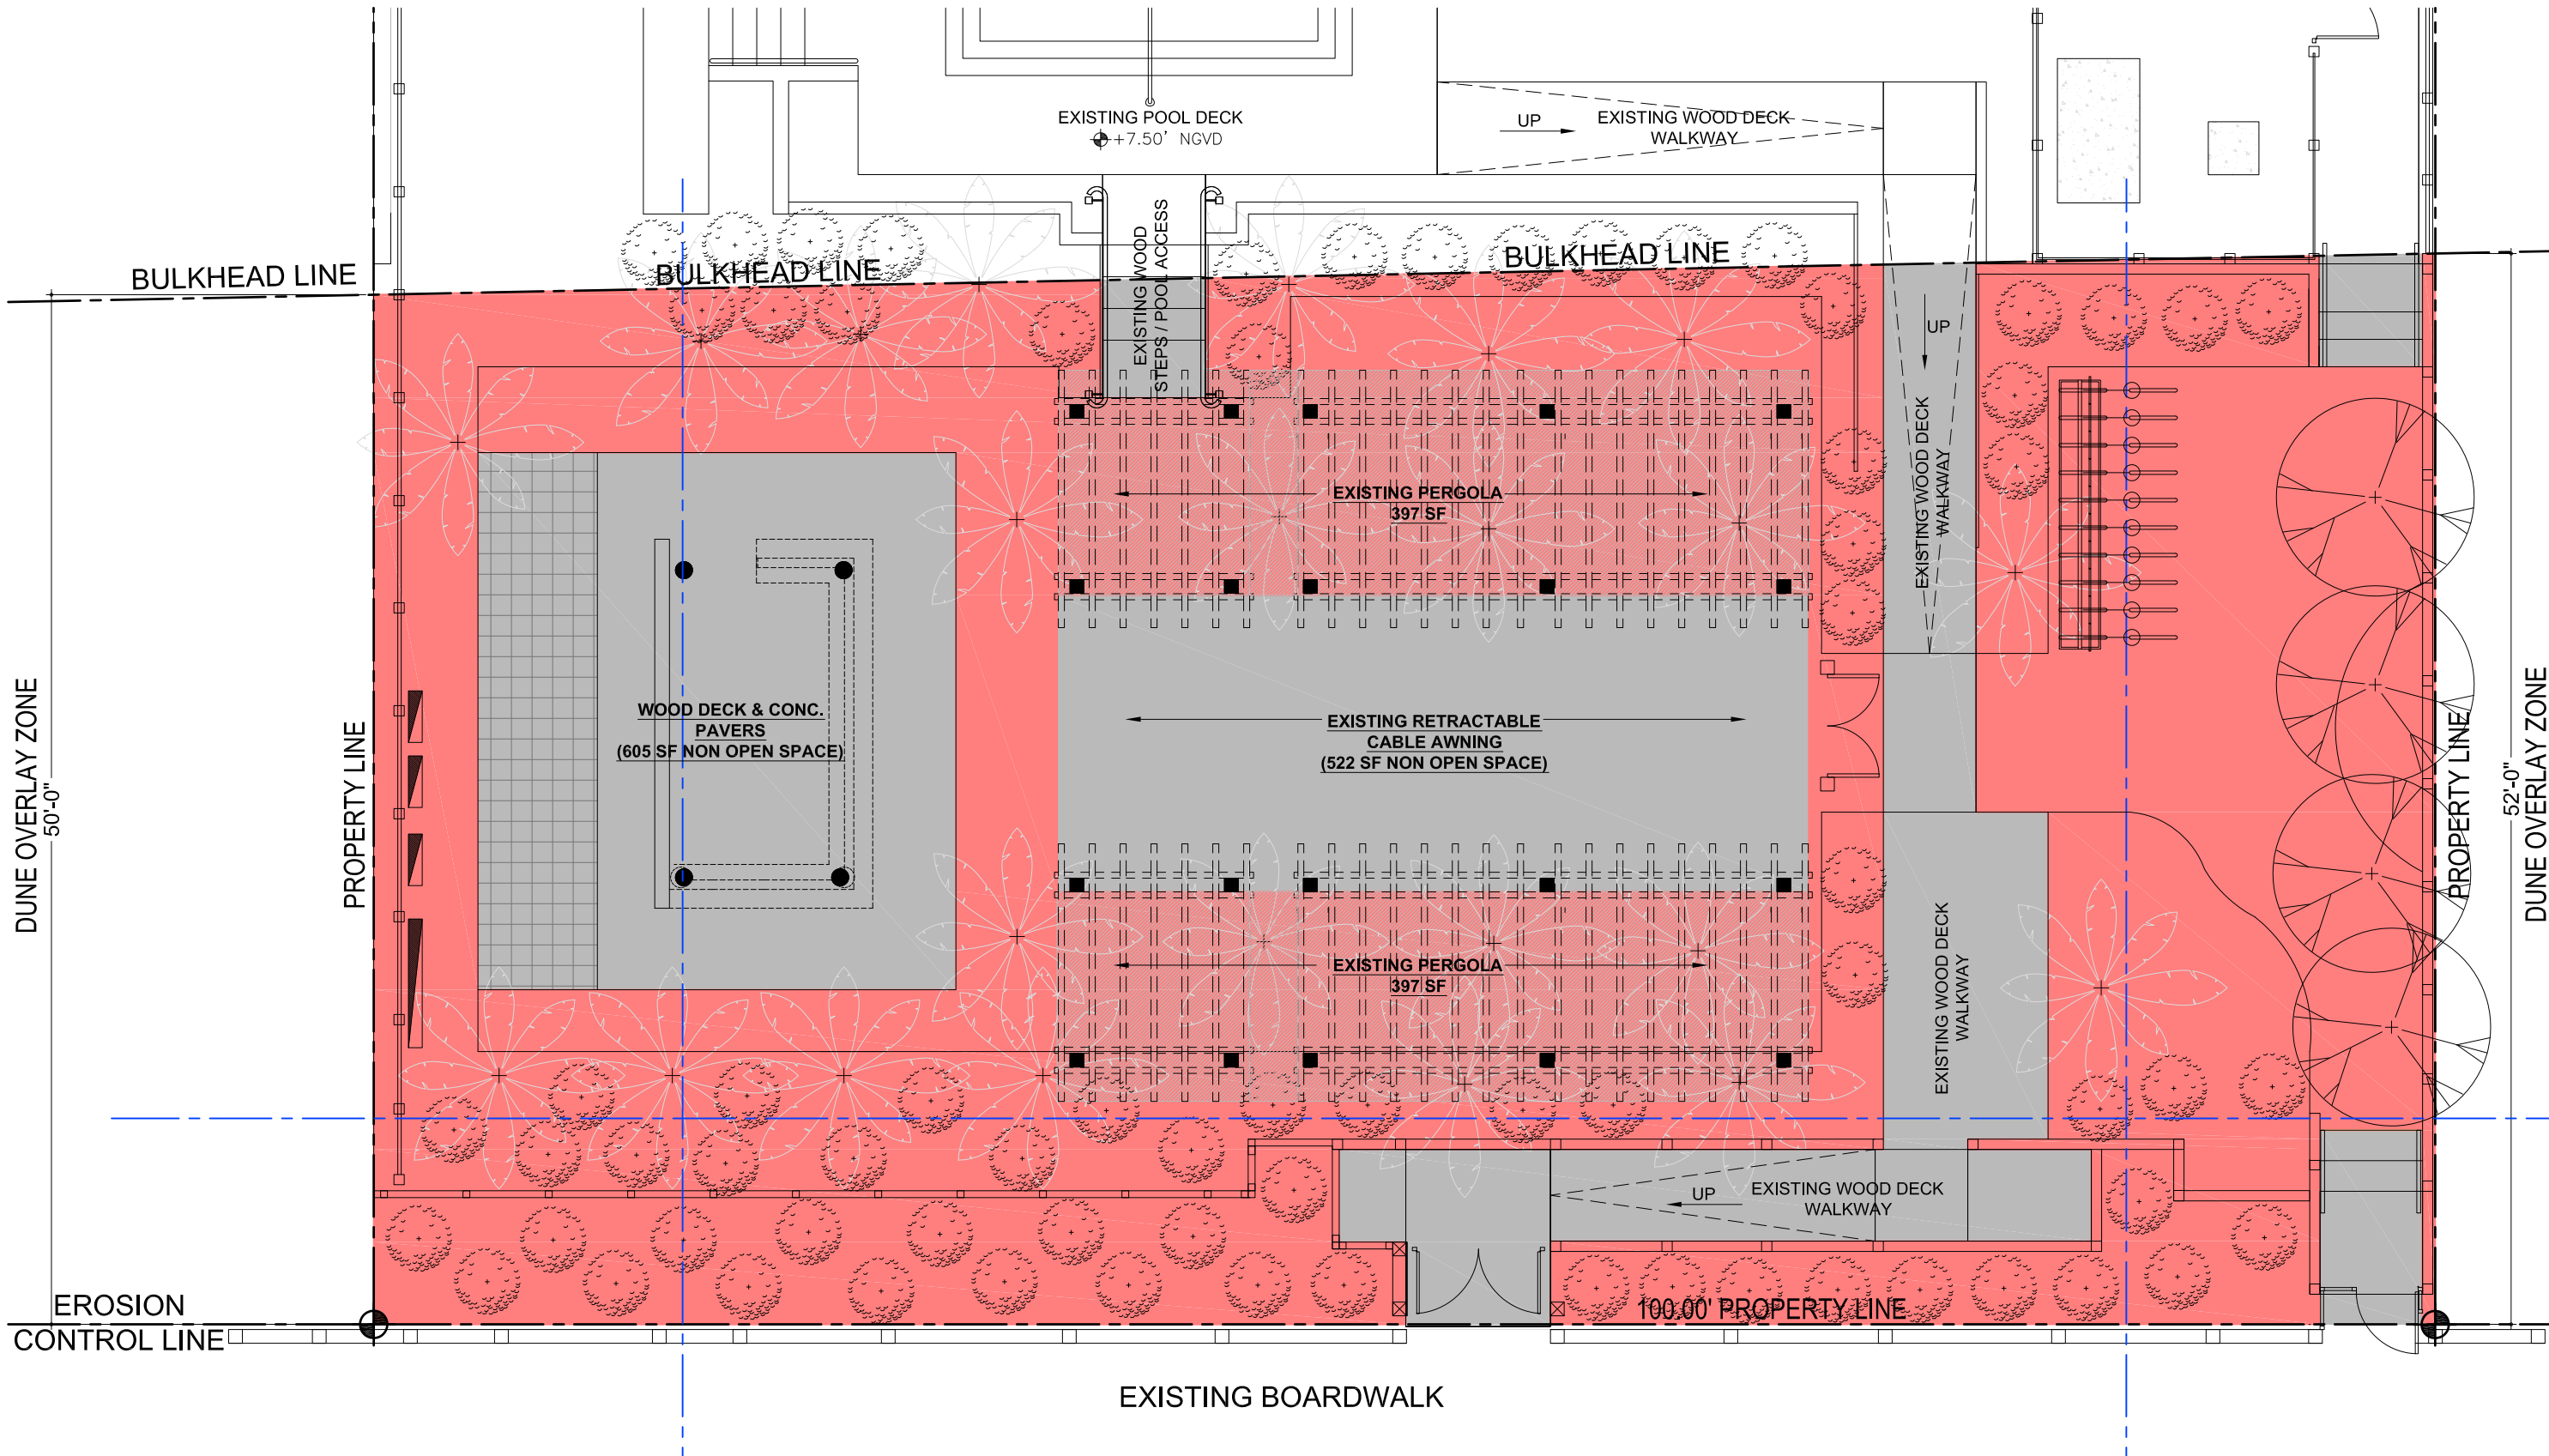 EXISTING POOL DECK
+7.50' NGVD
UP
EXISTING WOOD DECK
WALKWAY
EXISTING WOOD
STEPS / POOL ACCESS
BULKHEAD LINE
BULKHEAD LINE
BULKHEAD LINE
UP
EXISTING WOOD DECK
WALKWAY
EXISTING PERGOLA
397 SF
DUNE OVERLAY ZONE
50'-0"
PROPERTY LINE
WOOD DECK & CONC.
PAVERS
(605 SF NON OPEN SPACE)
EXISTING RETRACTABLE
CABLE AWNING
(522 SF NON OPEN SPACE)
PROPERTY LINE
52'-0"
DUNE OVERLAY ZONE
EXISTING PERGOLA
397 SF
EXISTING WOOD DECK
WALKWAY
UP
EXISTING WOOD DECK
WALKWAY
EROSION
CONTROL LINE
100.00' PROPERTY LINE
EXISTING BOARDWALK